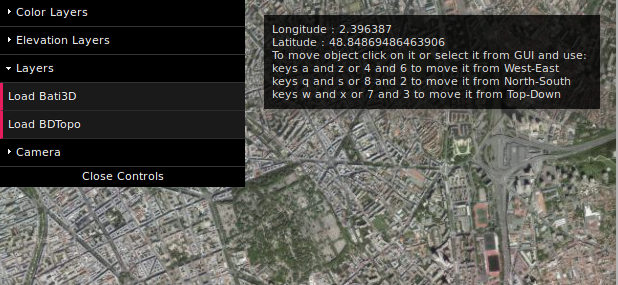 Color Layers
Elevation Layers
Layers
Load Bati3D
Load BDTopo
Camera
Close Controls
Longitude : 2.396387
Latitude : 48.84869486463906
To move object click on it or select it from GUI and use:
keys a and z or 4 and 6 to move it from West-East
keys q and s or 8 and 2 to move it from North-South
keys w and x or 7 and 3 to move it from Top-Down